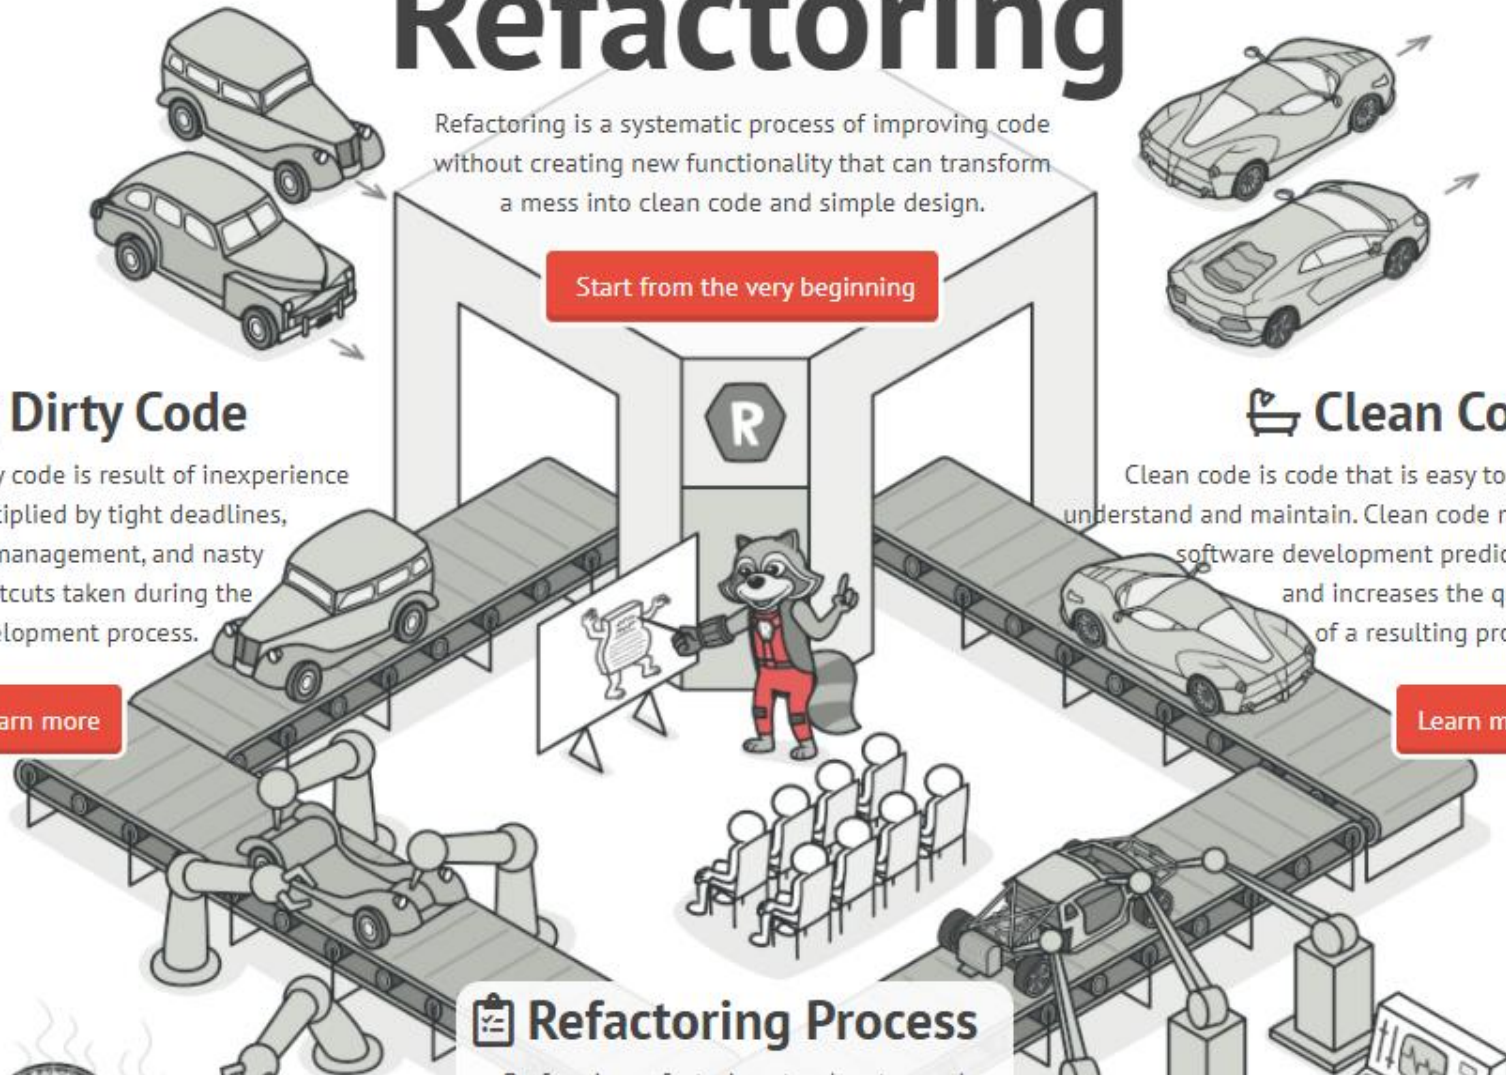 Refactoring
Refactoring is a systematic process of improving code
without creating new functionality that can transform
a mess into clean code and simple design.
Start from the very beginning
R
Dirty Code
code is result of inexperience
by tight deadlines,
management, and nasty
taken during the
process.
more
Clean
Clean code is code that is easy to
understand and maintain. Clean code
software development
and increases the
of a resulting
Learn
Refactoring Process